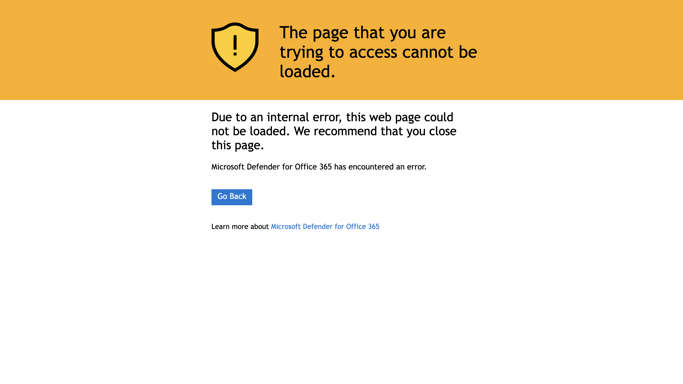 The page that you are
trying to access cannot be
loaded.
Due to an internal error, this web page could
not be loaded. We recommend that you close
this page.
Microsoft Defender for Office 365 has encountered an error.
Go Back
Learn more about Microsoft Defender for Office 365